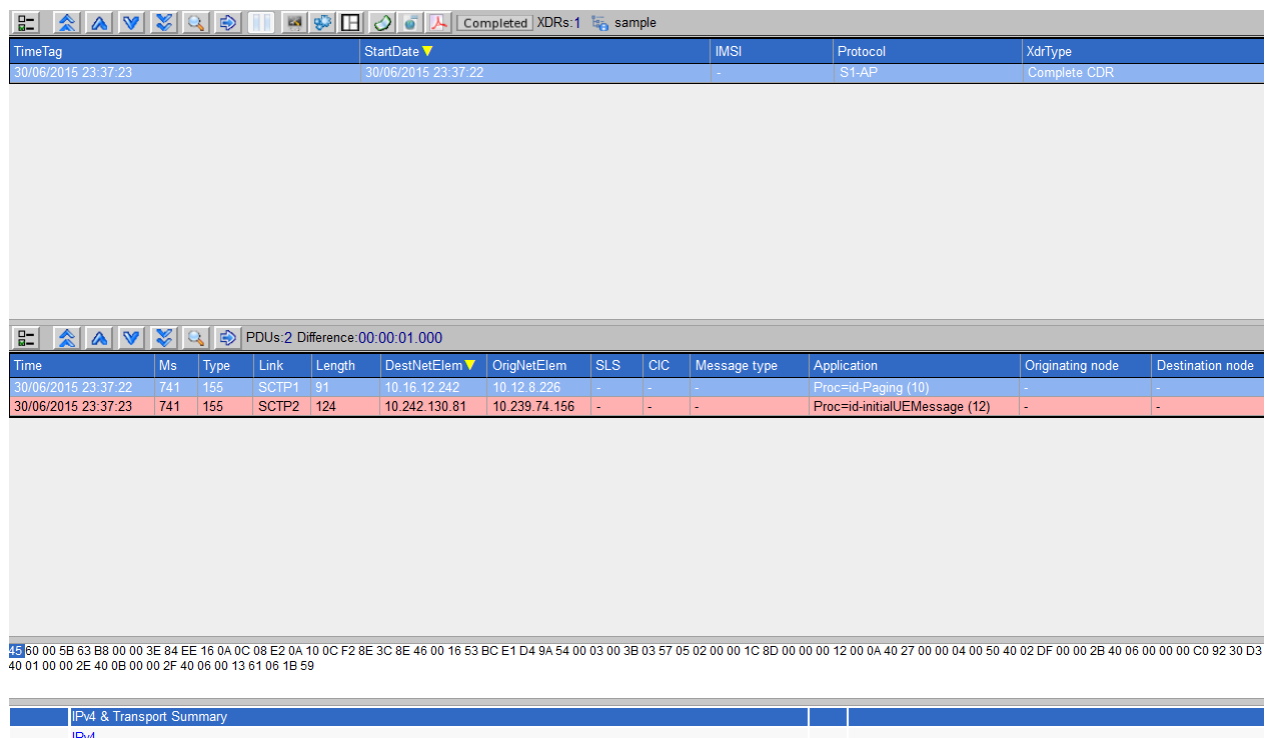 Completed XDRs:1 sample
TimeTag StartDate IMSI Protocol XdrType
30/06/2015 23:37:23 30/06/2015 23:37:22 - S1-AP Complete CDR
PDUs:2 Difference:00:00:01.000
Time Ms Type Link Length DestNetElem OrigNetElem SLS CIC Message type Application Originating node Destination node
30/06/2015 23:37:22 741 155 SCTP1 91 10.16.12.242 10.12.8.226 - - - Proc=id-Paging (10) - -
30/06/2015 23:37:23 741 155 SCTP2 124 10.242.130.81 10.239.74.156 - - - Proc=id-initialUEMessage (12) - -
45 60 00 5B 63 B8 00 00 3E 84 EE 16 0A 0C 08 E2 0A 10 0C F2 8E 3C 8E 46 00 16 53 BC E1 D4 9A 54 00 03 00 3B 03 57 05 02 00 00 1C 8D 00 00 00 12 00 0A 40 27 00 00 04 00 50 40 02 DF 00 00 2B 40 06 00 00 00 C0 92 30 D3
40 01 00 00 2E 40 0B 00 00 2F 40 06 00 13 61 06 1B 59
IPv4 & Transport Summary
IPv4